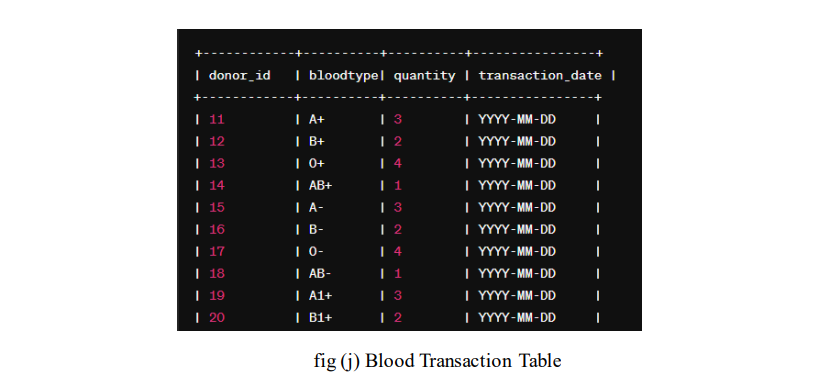 +------------+----------+----------+----------------+
| donor_id | bloodtype| quantity | transaction_date |
+------------+----------+----------+----------------+
| 11 | A+ | 3 | YYYY-MM-DD |
| 12 | B+ | 2 | YYYY-MM-DD |
| 13 | O+ | 4 | YYYY-MM-DD |
| 14 | AB+ | 1 | YYYY-MM-DD |
| 15 | A- | 3 | YYYY-MM-DD |
| 16 | B- | 2 | YYYY-MM-DD |
| 17 | O- | 4 | YYYY-MM-DD |
| 18 | AB- | 1 | YYYY-MM-DD |
| 19 | A1+ | 3 | YYYY-MM-DD |
| 20 | B1+ | 2 | YYYY-MM-DD |
fig (j) Blood Transaction Table